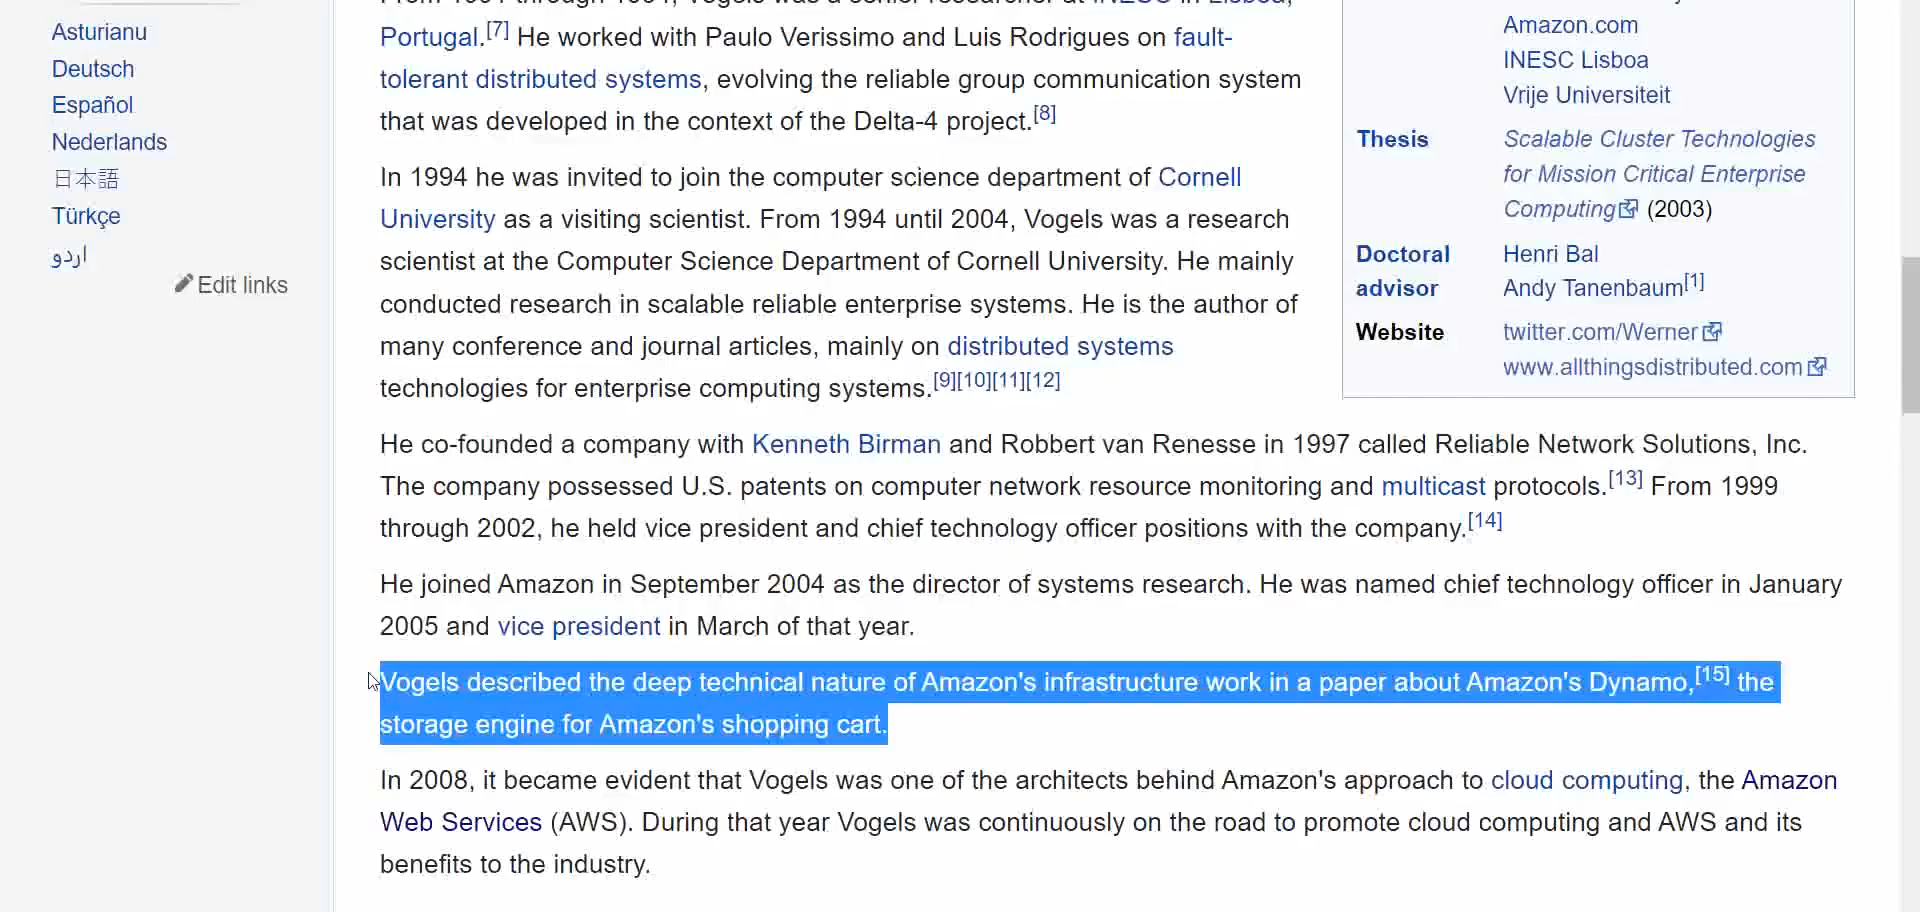 Asturianu
Deutsch
Español
Nederlands
日本語
Türkçe
اردو
Edit links
Portugal.[7] He worked with Paulo Verissimo and Luis Rodrigues on fault-
tolerant distributed systems, evolving the reliable group communication system
that was developed in the context of the Delta-4 project.[8]
In 1994 he was invited to join the computer science department of Cornell
University as a visiting scientist. From 1994 until 2004, Vogels was a research
scientist at the Computer Science Department of Cornell University. He mainly
conducted research in scalable reliable enterprise systems. He is the author of
many conference and journal articles, mainly on distributed systems
technologies for enterprise computing systems.[9][10][11][12]
He co-founded a company with Kenneth Birman and Robbert van Renesse in 1997 called Reliable Network Solutions, Inc.
The company possessed U.S. patents on computer network resource monitoring and multicast protocols.[13] From 1999
through 2002, he held vice president and chief technology officer positions with the company.[14]
He joined Amazon in September 2004 as the director of systems research. He was named chief technology officer in January
2005 and vice president in March of that year.
Vogels described the deep technical nature of Amazon's infrastructure work in a paper about Amazon's Dynamo,[15] the
storage engine for Amazon's shopping cart.
In 2008, it became evident that Vogels was one of the architects behind Amazon's approach to cloud computing, the Amazon
Web Services (AWS). During that year Vogels was continuously on the road to promote cloud computing and AWS and its
benefits to the industry.
Amazon.com
INESC Lisboa
Vrije Universiteit
Thesis Scalable Cluster Technologies
for Mission Critical Enterprise
Computing (2003)
Doctoral Henri Bal
advisor Andy Tanenbaum[1]
Website twitter.com/Werner
www.allthingsdistributed.com